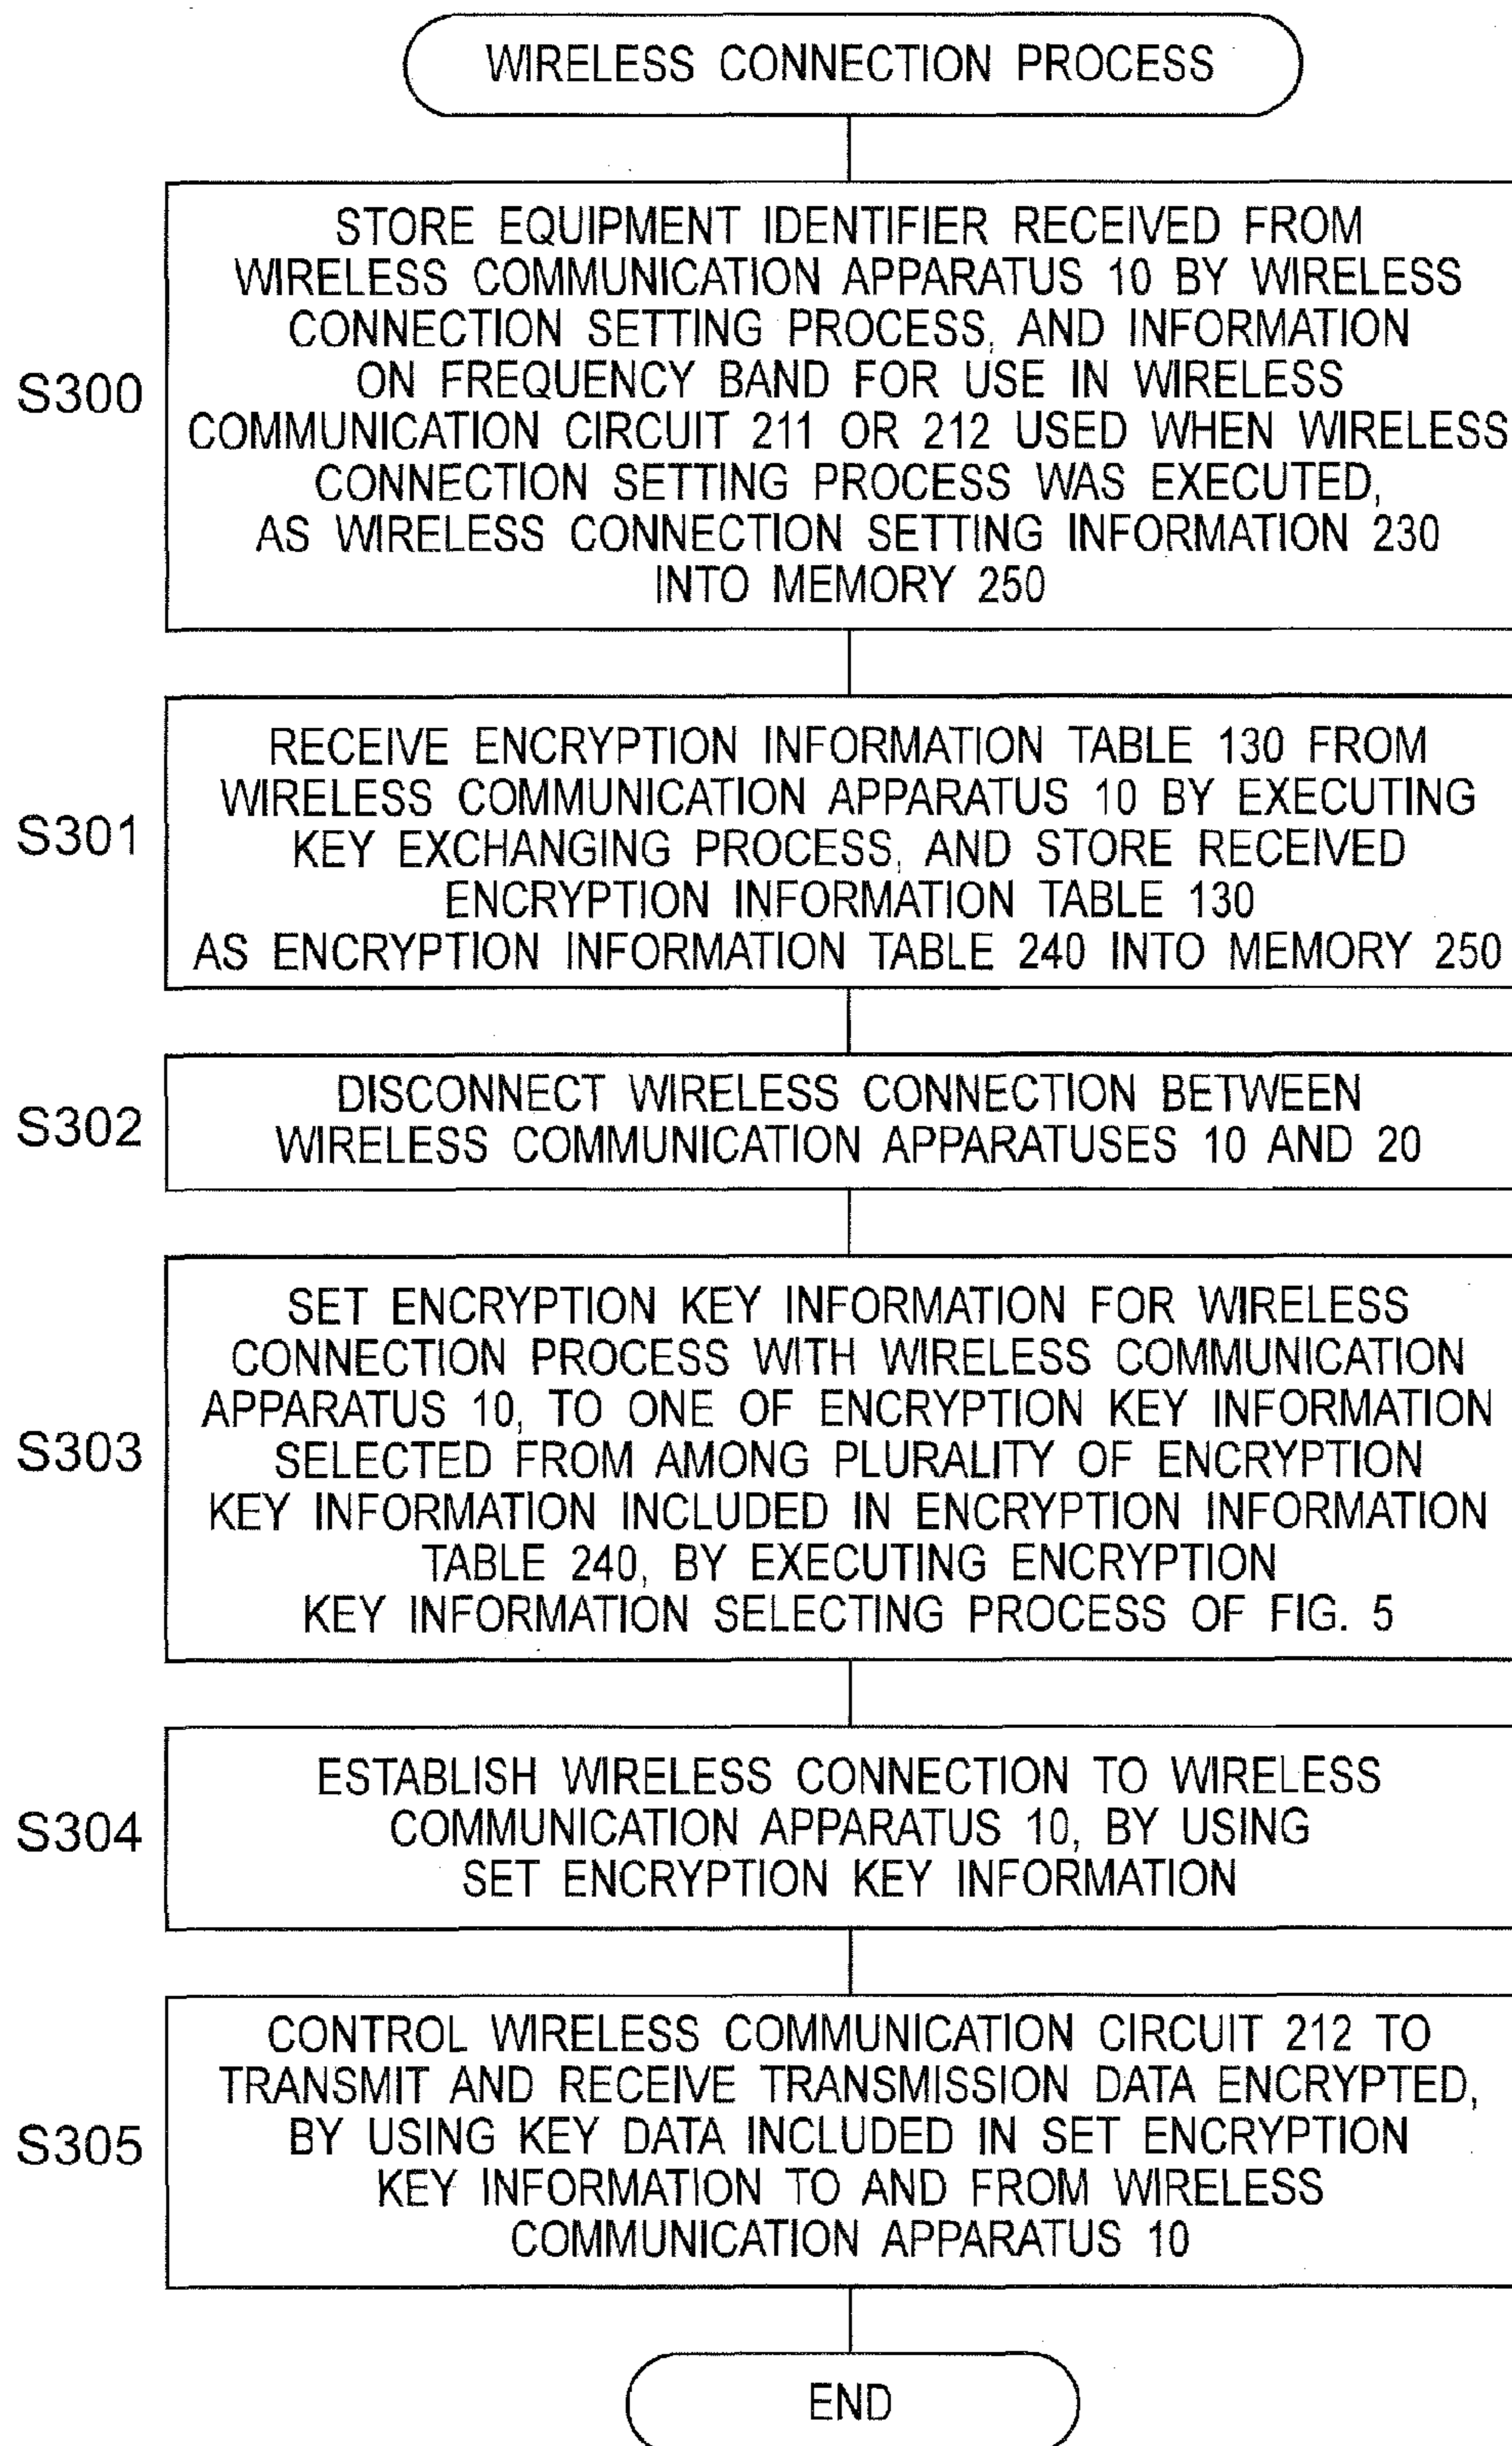 WIRELESS CONNECTION PROCESS
S300
STORE EQUIPMENT IDENTIFIER RECEIVED FROM
WIRELESS COMMUNICATION APPARATUS 10 BY WIRELESS
CONNECTION SETTING PROCESS, AND INFORMATION
ON FREQUENCY BAND FOR USE IN WIRELESS
COMMUNICATION CIRCUIT 211 OR 212 USED WHEN WIRELESS
CONNECTION SETTING PROCESS WAS EXECUTED,
AS WIRELESS CONNECTION SETTING INFORMATION 230
INTO MEMORY 250
S301
RECEIVE ENCRYPTION INFORMATION TABLE 130 FROM
WIRELESS COMMUNICATION APPARATUS 10 BY EXECUTING
KEY EXCHANGING PROCESS, AND STORE RECEIVED
ENCRYPTION INFORMATION TABLE 130
AS ENCRYPTION INFORMATION TABLE 240 INTO MEMORY 250
S302
DISCONNECT WIRELESS CONNECTION BETWEEN
WIRELESS COMMUNICATION APPARATUSES 10 AND 20
S303
SET ENCRYPTION KEY INFORMATION FOR WIRELESS
CONNECTION PROCESS WITH WIRELESS COMMUNICATION
APPARATUS 10, TO ONE OF ENCRYPTION KEY INFORMATION
SELECTED FROM AMONG PLURALITY OF ENCRYPTION
KEY INFORMATION INCLUDED IN ENCRYPTION INFORMATION
TABLE 240, BY EXECUTING ENCRYPTION
KEY INFORMATION SELECTING PROCESS OF FIG. 5
S304
ESTABLISH WIRELESS CONNECTION TO WIRELESS
COMMUNICATION APPARATUS 10, BY USING
SET ENCRYPTION KEY INFORMATION
S305
CONTROL WIRELESS COMMUNICATION CIRCUIT 212 TO
TRANSMIT AND RECEIVE TRANSMISSION DATA ENCRYPTED,
BY USING KEY DATA INCLUDED IN SET ENCRYPTION
KEY INFORMATION TO AND FROM WIRELESS
COMMUNICATION APPARATUS 10
END